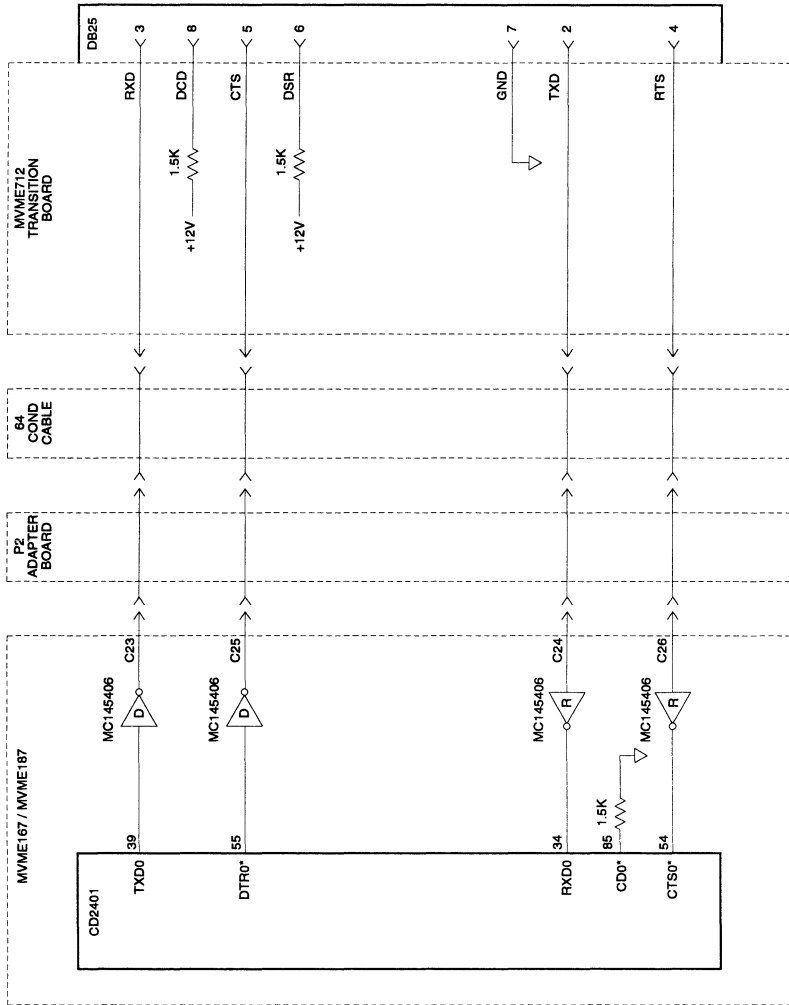 MVME167 / MVME187
P2
ADAPTER
BOARD
64
COND
CABLE
MVME712
TRANSITION
BOARD
CD2401
DB25
TXD0
39
MC145406
D
C23
RXD
3
+12V
1.5K
DCD
8
DTR0*
55
MC145406
D
C25
CTS
5
+12V
1.5K
DSR
6
GND
7
RXD0
34
MC145406
R
C24
TXD
2
CD0*
85
1.5K
CTS0*
54
MC145406
R
C26
RTS
4